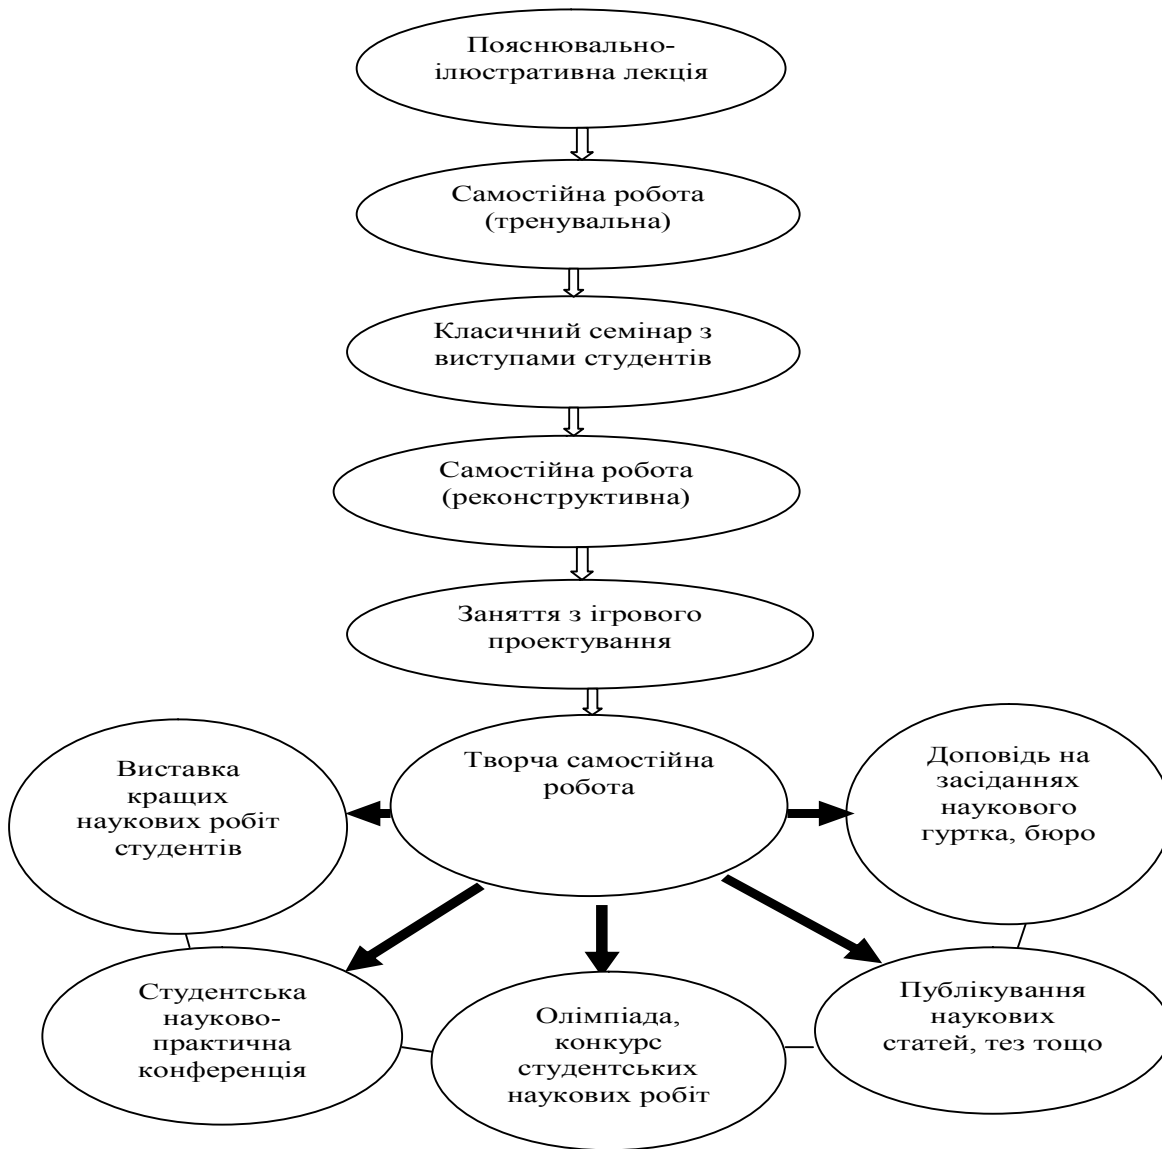 Пояснювально-
ілюстративна лекція
Самостійна робота
(тренувальна)
Класичний семінар з
виступами студентів
Самостійна робота
(реконструктивна)
Заняття з ігрового
проектування
Творча самостійна
робота
Виставка
кращих
наукових робіт
студентів
Доповідь на
засіданнях
наукового
гуртка, бюро
Студентська
науково-
практична
конференція
Олімпіада,
конкурс
студентських
наукових робіт
Публікування
наукових
статей, тез тощо